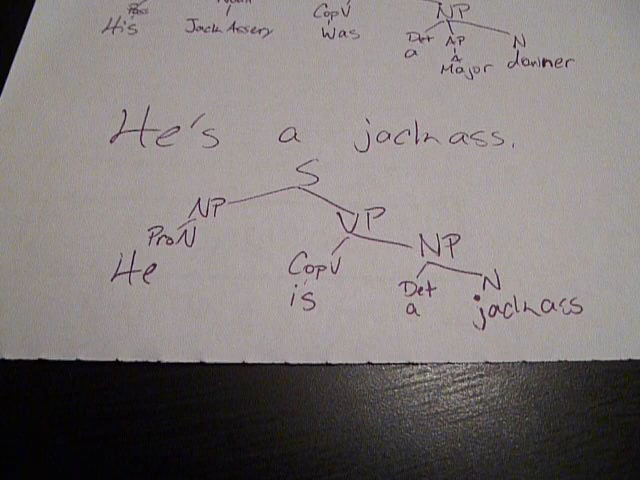 CopV NP
His Jack Assery Was Det AP N
a A Major downer
He's a jackass.
S
NP VP
ProN CopV NP
He is Det N
a jackass